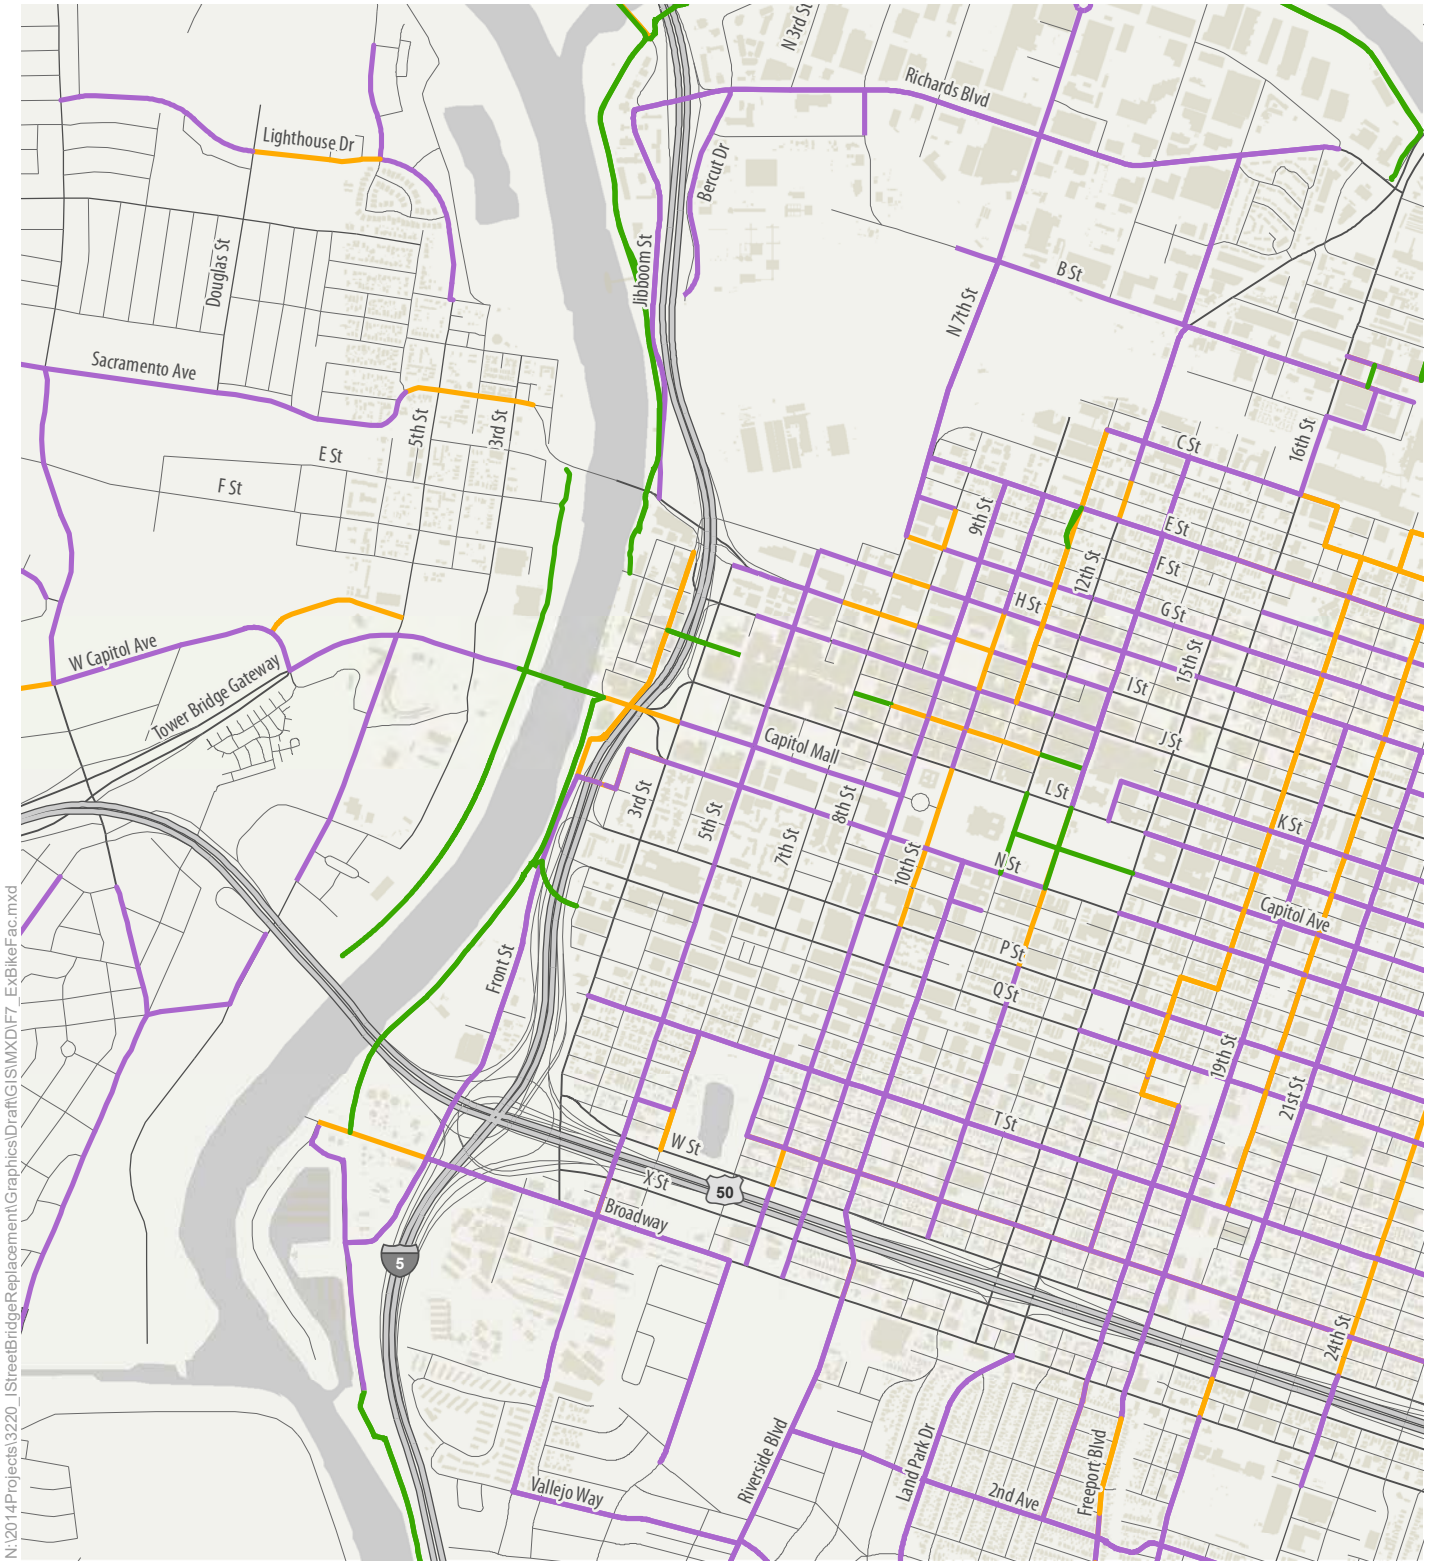 N 3rd St
Richards Blvd
Lighthouse Dr
Bercut Dr
Jibboom St
Douglas St
B St
N 7th St
Sacramento Ave
5th St
3rd St
C St
16th St
E St
F St
9th St
E St
F St
12th St
H St
G St
15th St
I St
W Capitol Ave
Tower Bridge Gateway
J St
Capitol Mall
L St
3rd St
5th St
7th St
8th St
K St
10th St
N St
Capitol Ave
Front St
P St
Q St
19th St
21st St
T St
W St
X St
50
Broadway
5
24th St
Riverside Blvd
Land Park Dr
Freeport Blvd
Vallejo Way
2nd Ave
N:\2014Projects\3220_IStreetBridgeReplacement\Graphics\Draft\GIS\MXD\F7_ExBikeFac.mxd